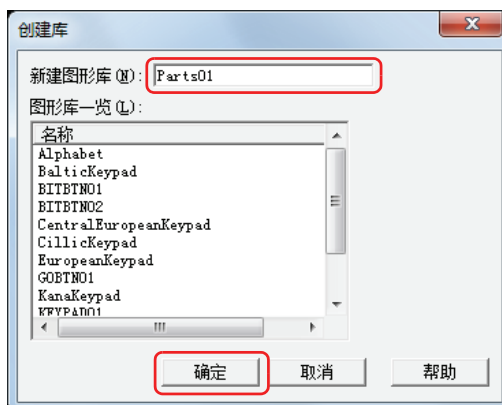 创建库
新建图形库(N): Parts01
图形库一览(L):
名称
Alphabet
BalticKeypad
BITBTN01
BITBTN02
CentralEuropeanKeypad
CillicKeypad
EuropeanKeypad
GOBTN01
KanaKeypad
KEYPAD01
确定 取消 帮助